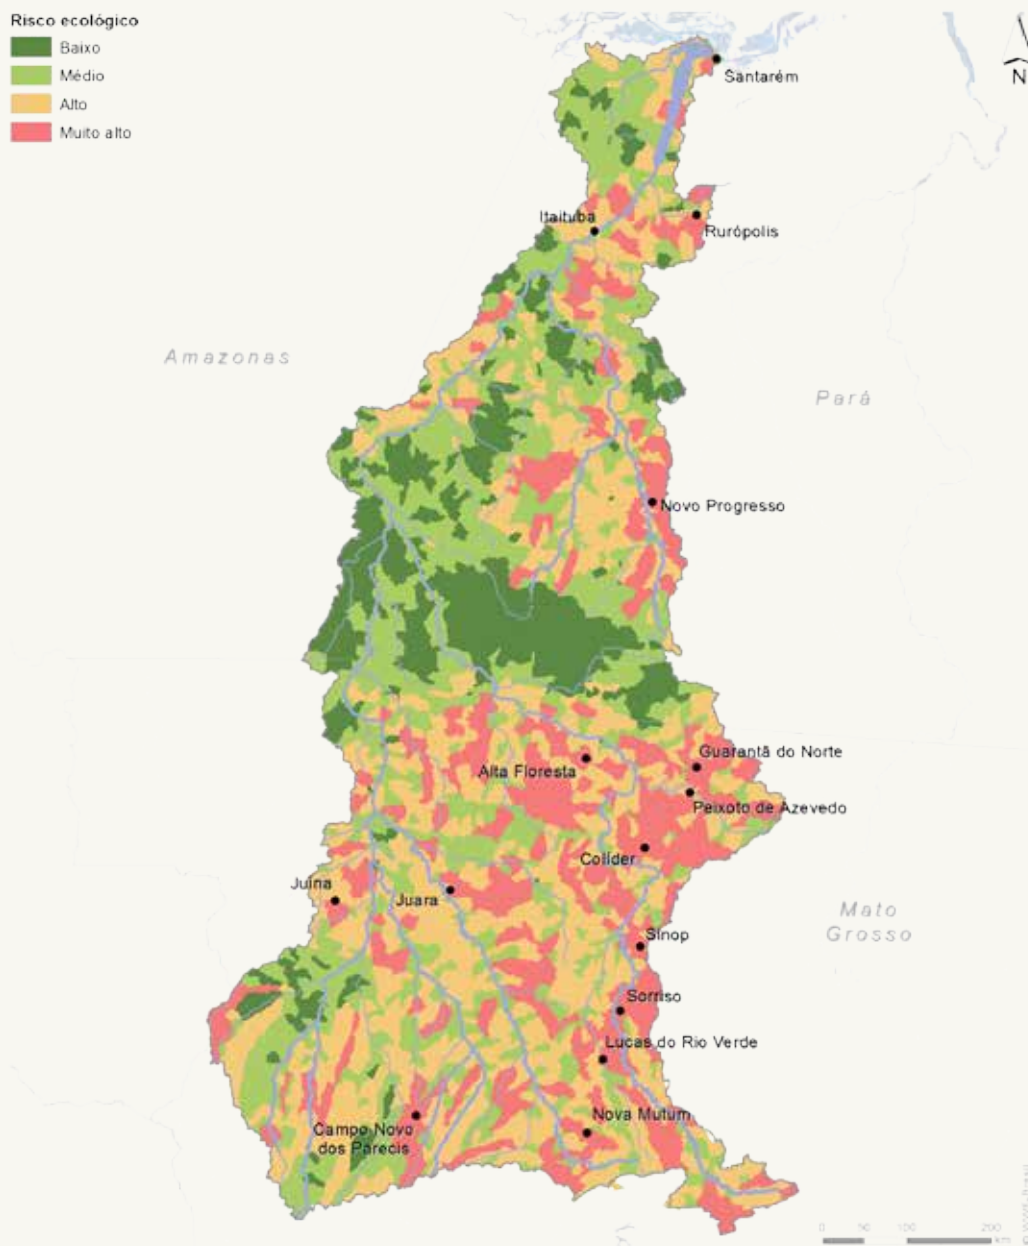 Risco ecológico
Baixo
Médio
Alto
Muito alto
N
Santarém
Itaituba
Rurópolis
Amazonas
Pará
Novo Progresso
Guarantã do Norte
Alta Floresta
Peixoto de Azevedo
Colíder
Juína
Juara
Mato
Grosso
Sinop
Sorriso
Lucas do Rio Verde
Nova Mutum
Campo Novo
dos Parecis
0 50 100 200
km